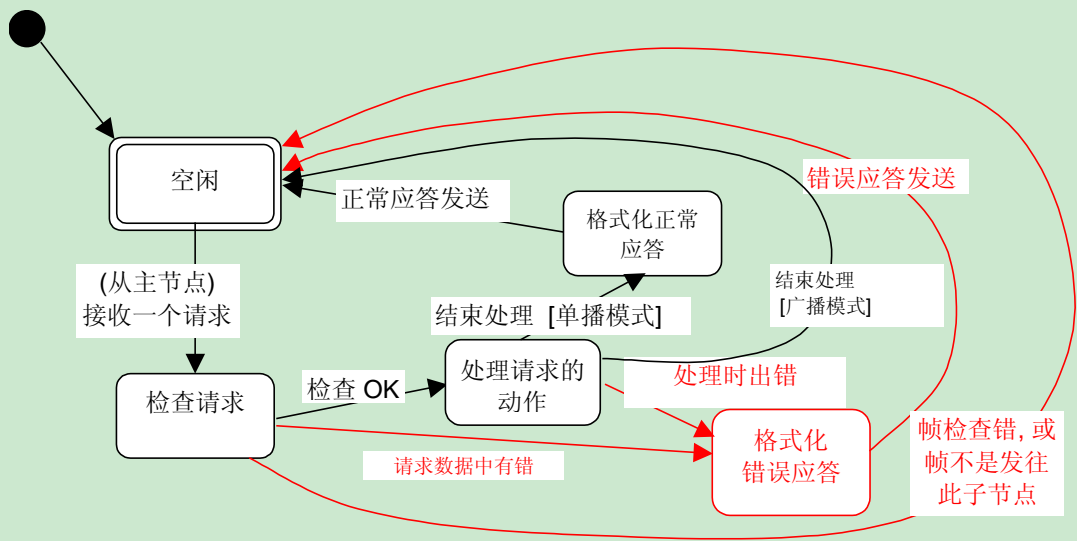 空闲
错误应答发送
正常应答发送
格式化正常
应答
(从主节点)
接收一个请求
结束处理
[广播模式]
结束处理 [单播模式]
处理请求的
动作
处理时出错
检查 OK
检查请求
格式化
错误应答
帧检查错, 或
帧不是发往
此子节点
请求数据中有错